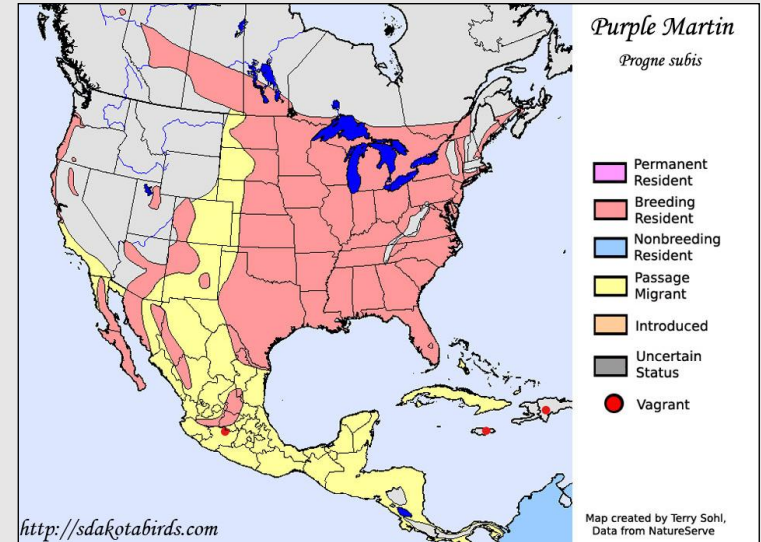 Purple Martin
Progne subis
Permanent
Resident
Breeding
Resident
Nonbreeding
Resident
Passage
Migrant
Introduced
Uncertain
Status
Vagrant
http://sdakotabirds.com
Map created by Terry Sohl,
Data from NatureServe